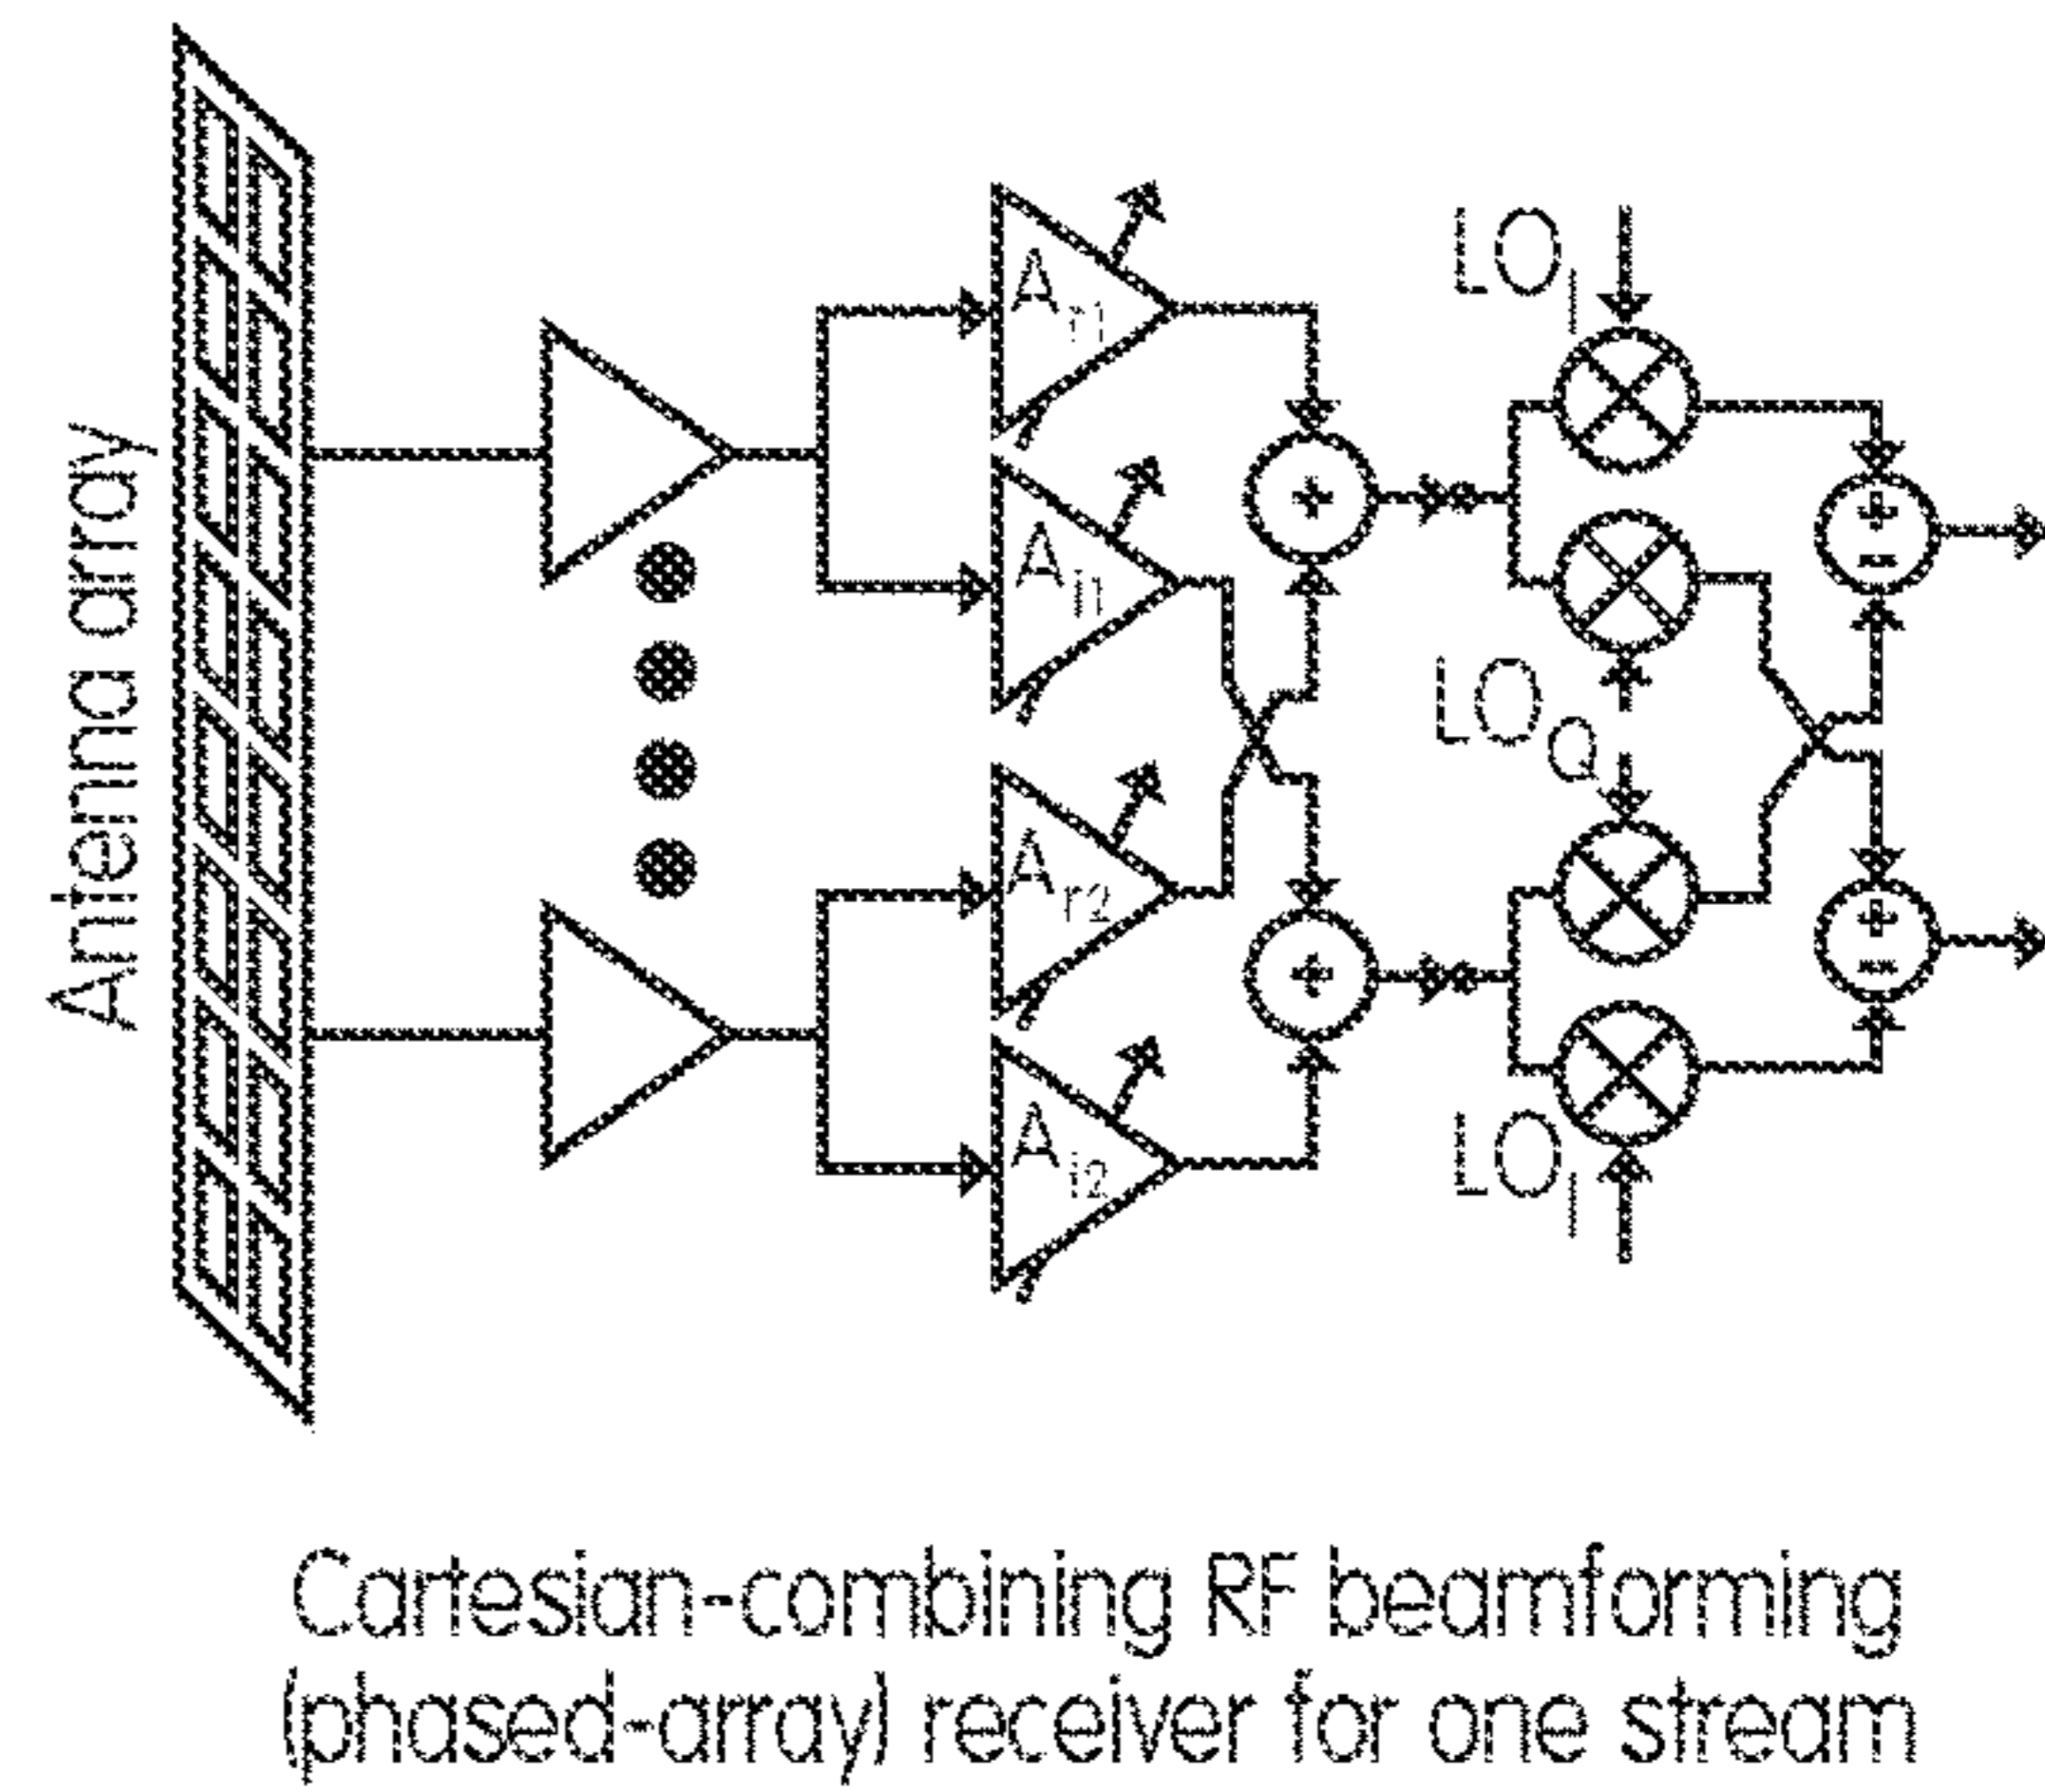 Antenna array
A r1
A i1
A r2
A i2
+
+
LO I
LO Q
LO I
+
-
+
-
Cartesian-combining RF beamforming
(phased-array) receiver for one stream